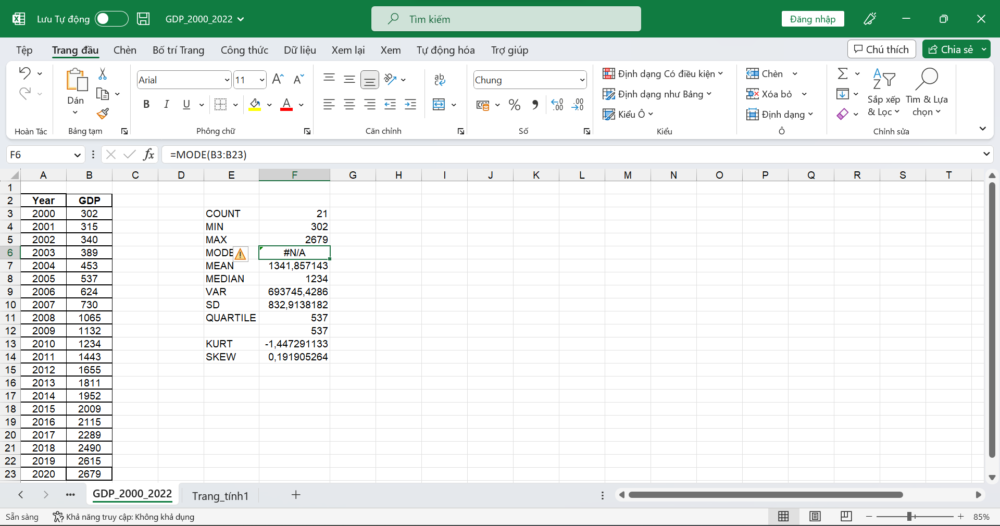 Lưu Tự động GDP_2000_2022 Tìm kiếm Đăng nhập
Tệp Trang đầu Chèn Bố trí Trang Công thức Dữ liệu Xem lại Xem Tự động hóa Trợ giúp Chú thích Chia sẻ
Hoàn Tác
Dán
Bảng tạm
Arial 11
B I U A
Phông chữ
ab
Căn chỉnh
Chung
% ,00 ,00
Số
Định dạng Có điều kiện
Định dạng như Bảng
Kiểu Ô
Kiểu
Chèn
Xóa bỏ
Định dạng
Ô
Sắp xếp & Lọc
Tìm & Lựa chọn
Chỉnh sửa
F6 fx =MODE(B3:B23)
A B C D E F G H I J K L M N O P Q R S T
1
2 Year GDP
3 2000 302 COUNT 21
4 2001 315 MIN 302
5 2002 340 MAX 2679
6 2003 389 MODE #N/A
7 2004 453 MEAN 1341,857143
8 2005 537 MEDIAN 1234
9 2006 624 VAR 693745,4286
10 2007 730 SD 832,9138182
11 2008 1065 QUARTILE 537
12 2009 1132 537
13 2010 1234 KURT -1,447291133
14 2011 1443 SKEW 0,191905264
15 2012 1655
16 2013 1811
17 2014 1952
18 2015 2009
19 2016 2115
20 2017 2289
21 2018 2490
22 2019 2615
23 2020 2679
GDP_2000_2022 Trang_tính1
Sẵn sàng Khả năng truy cập: Không khả dụng 85%